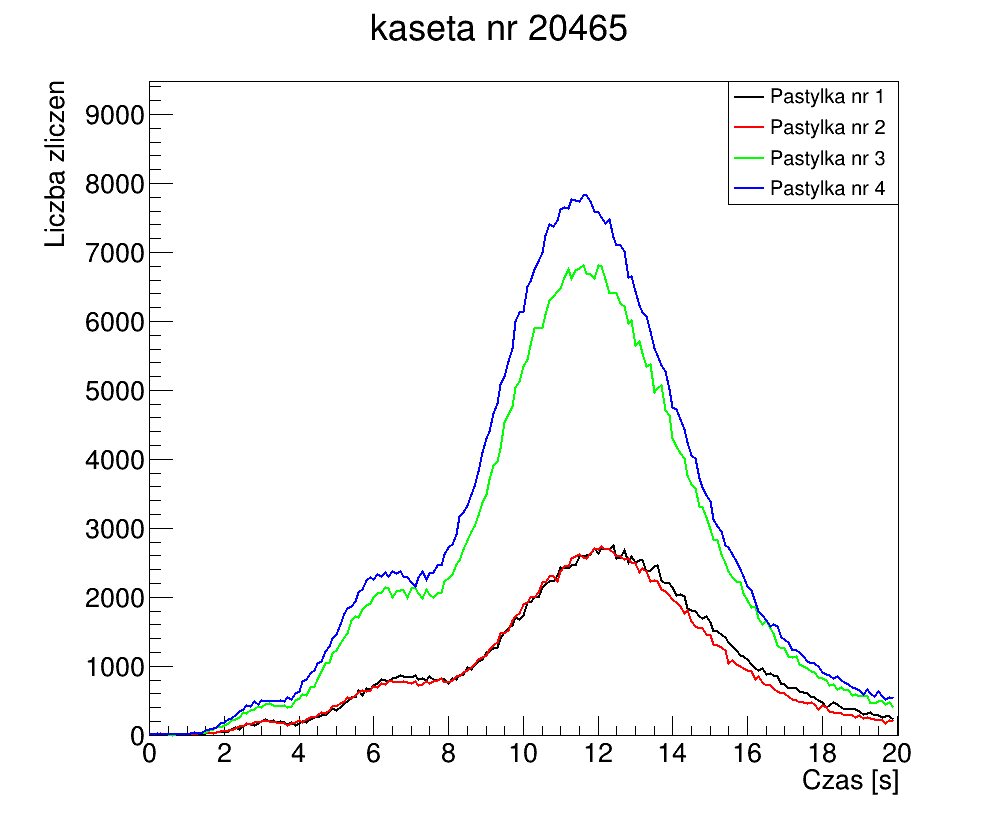 kaseta nr 20465
Liczba zliczen
9000
8000
7000
6000
5000
4000
3000
2000
1000
0
Pastylka nr 1
Pastylka nr 2
Pastylka nr 3
Pastylka nr 4
0 2 4 6 8 10 12 14 16 18 20
Czas [s]